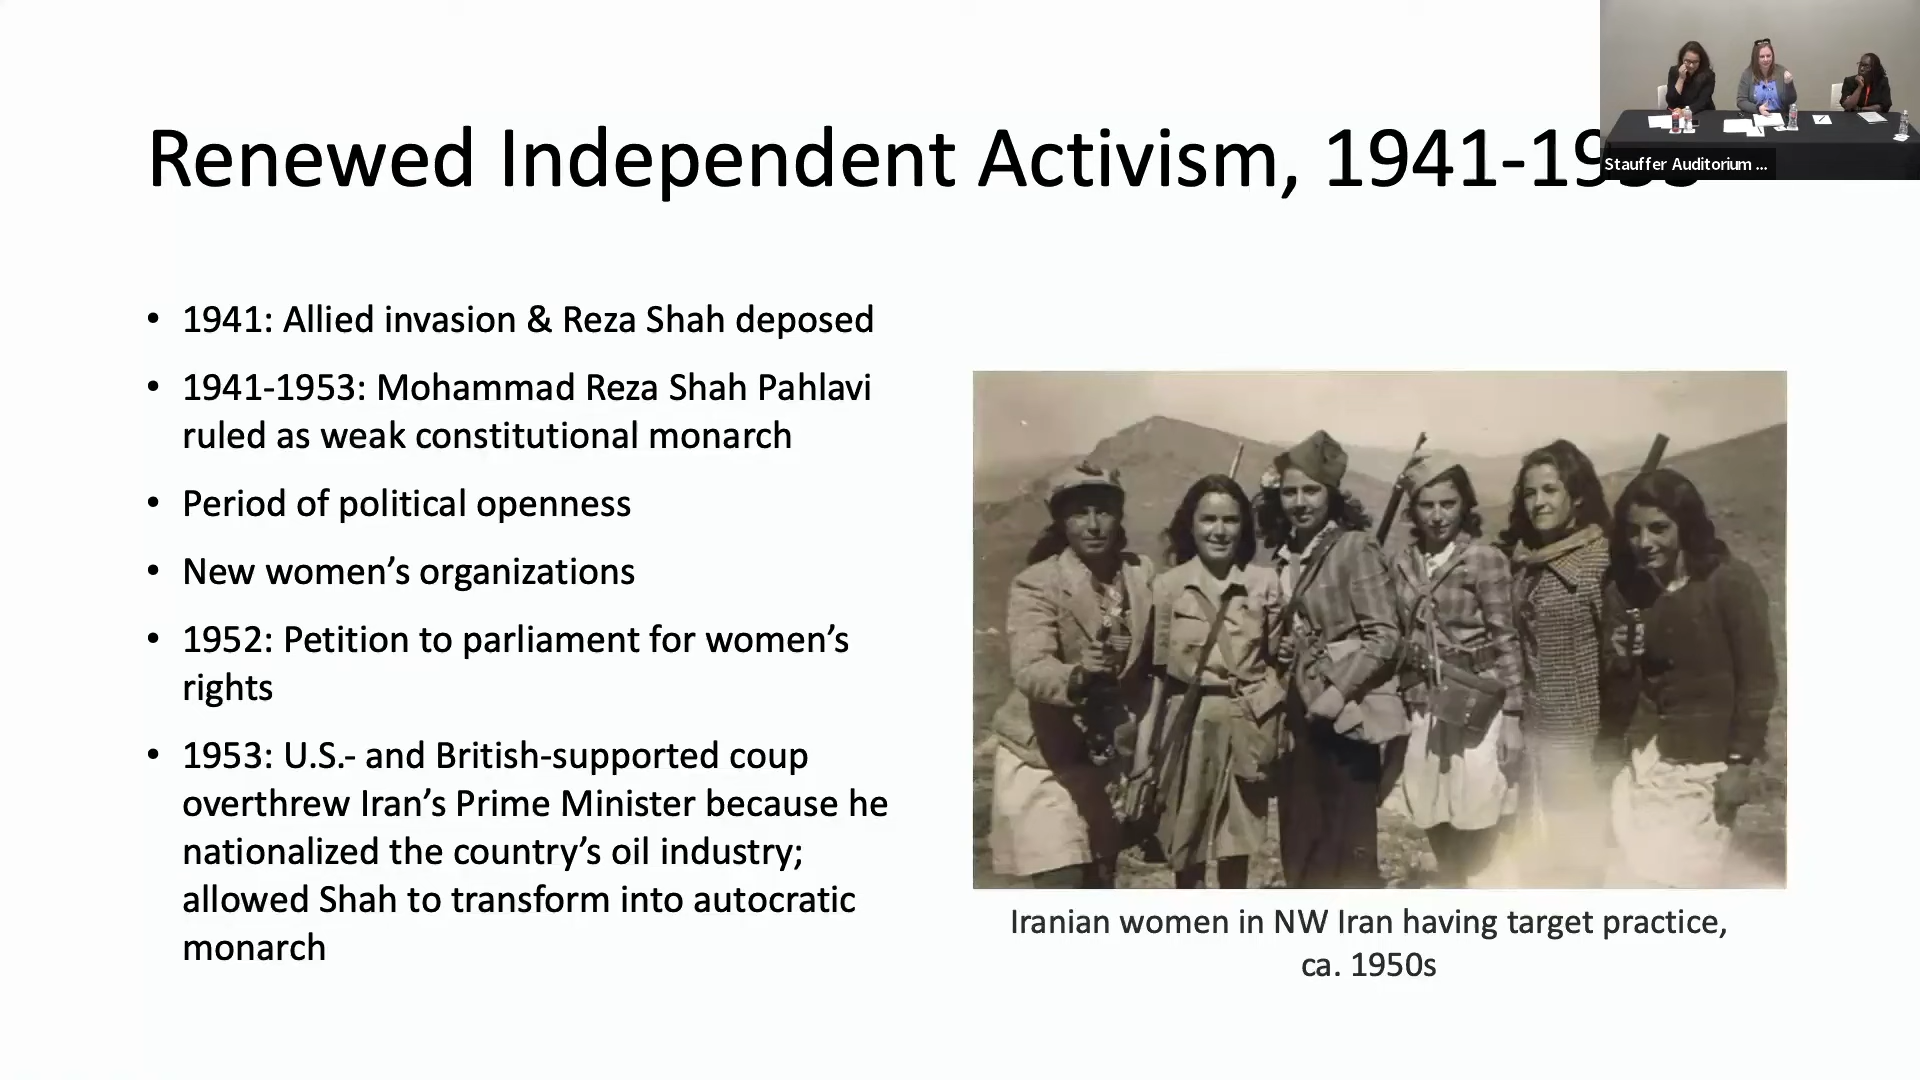 Renewed Independent Activism, 1941-19
Stauffer Auditorium ...
• 1941: Allied invasion & Reza Shah deposed
• 1941-1953: Mohammad Reza Shah Pahlavi
ruled as weak constitutional monarch
• Period of political openness
• New women’s organizations
• 1952: Petition to parliament for women’s
rights
• 1953: U.S.- and British-supported coup
overthrew Iran’s Prime Minister because he
nationalized the country’s oil industry;
allowed Shah to transform into autocratic
monarch
Iranian women in NW Iran having target practice,
ca. 1950s